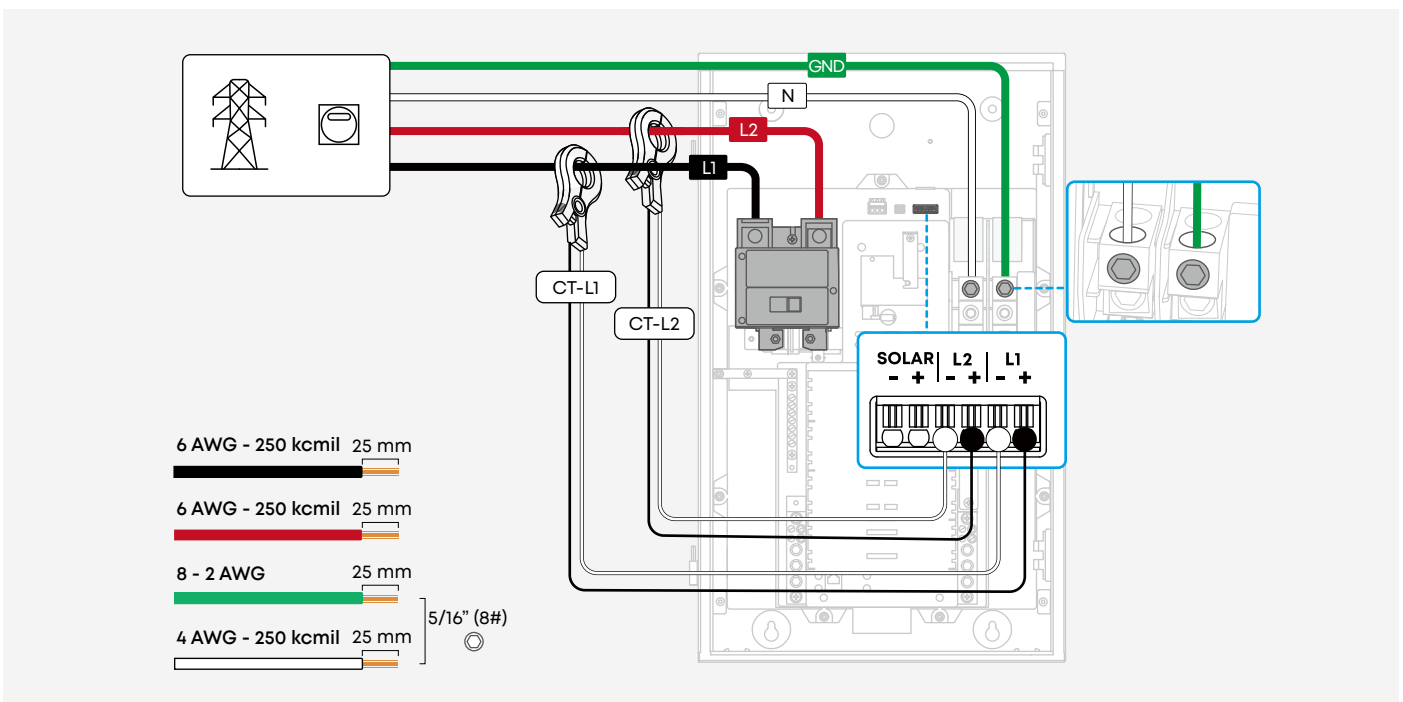 GND
N
L2
L1
CT-L1
CT-L2
SOLAR L2 L1
- + - + - +
6 AWG - 250 kcmil 25 mm
6 AWG - 250 kcmil 25 mm
8 - 2 AWG 25 mm
5/16” (8#)
4 AWG - 250 kcmil 25 mm